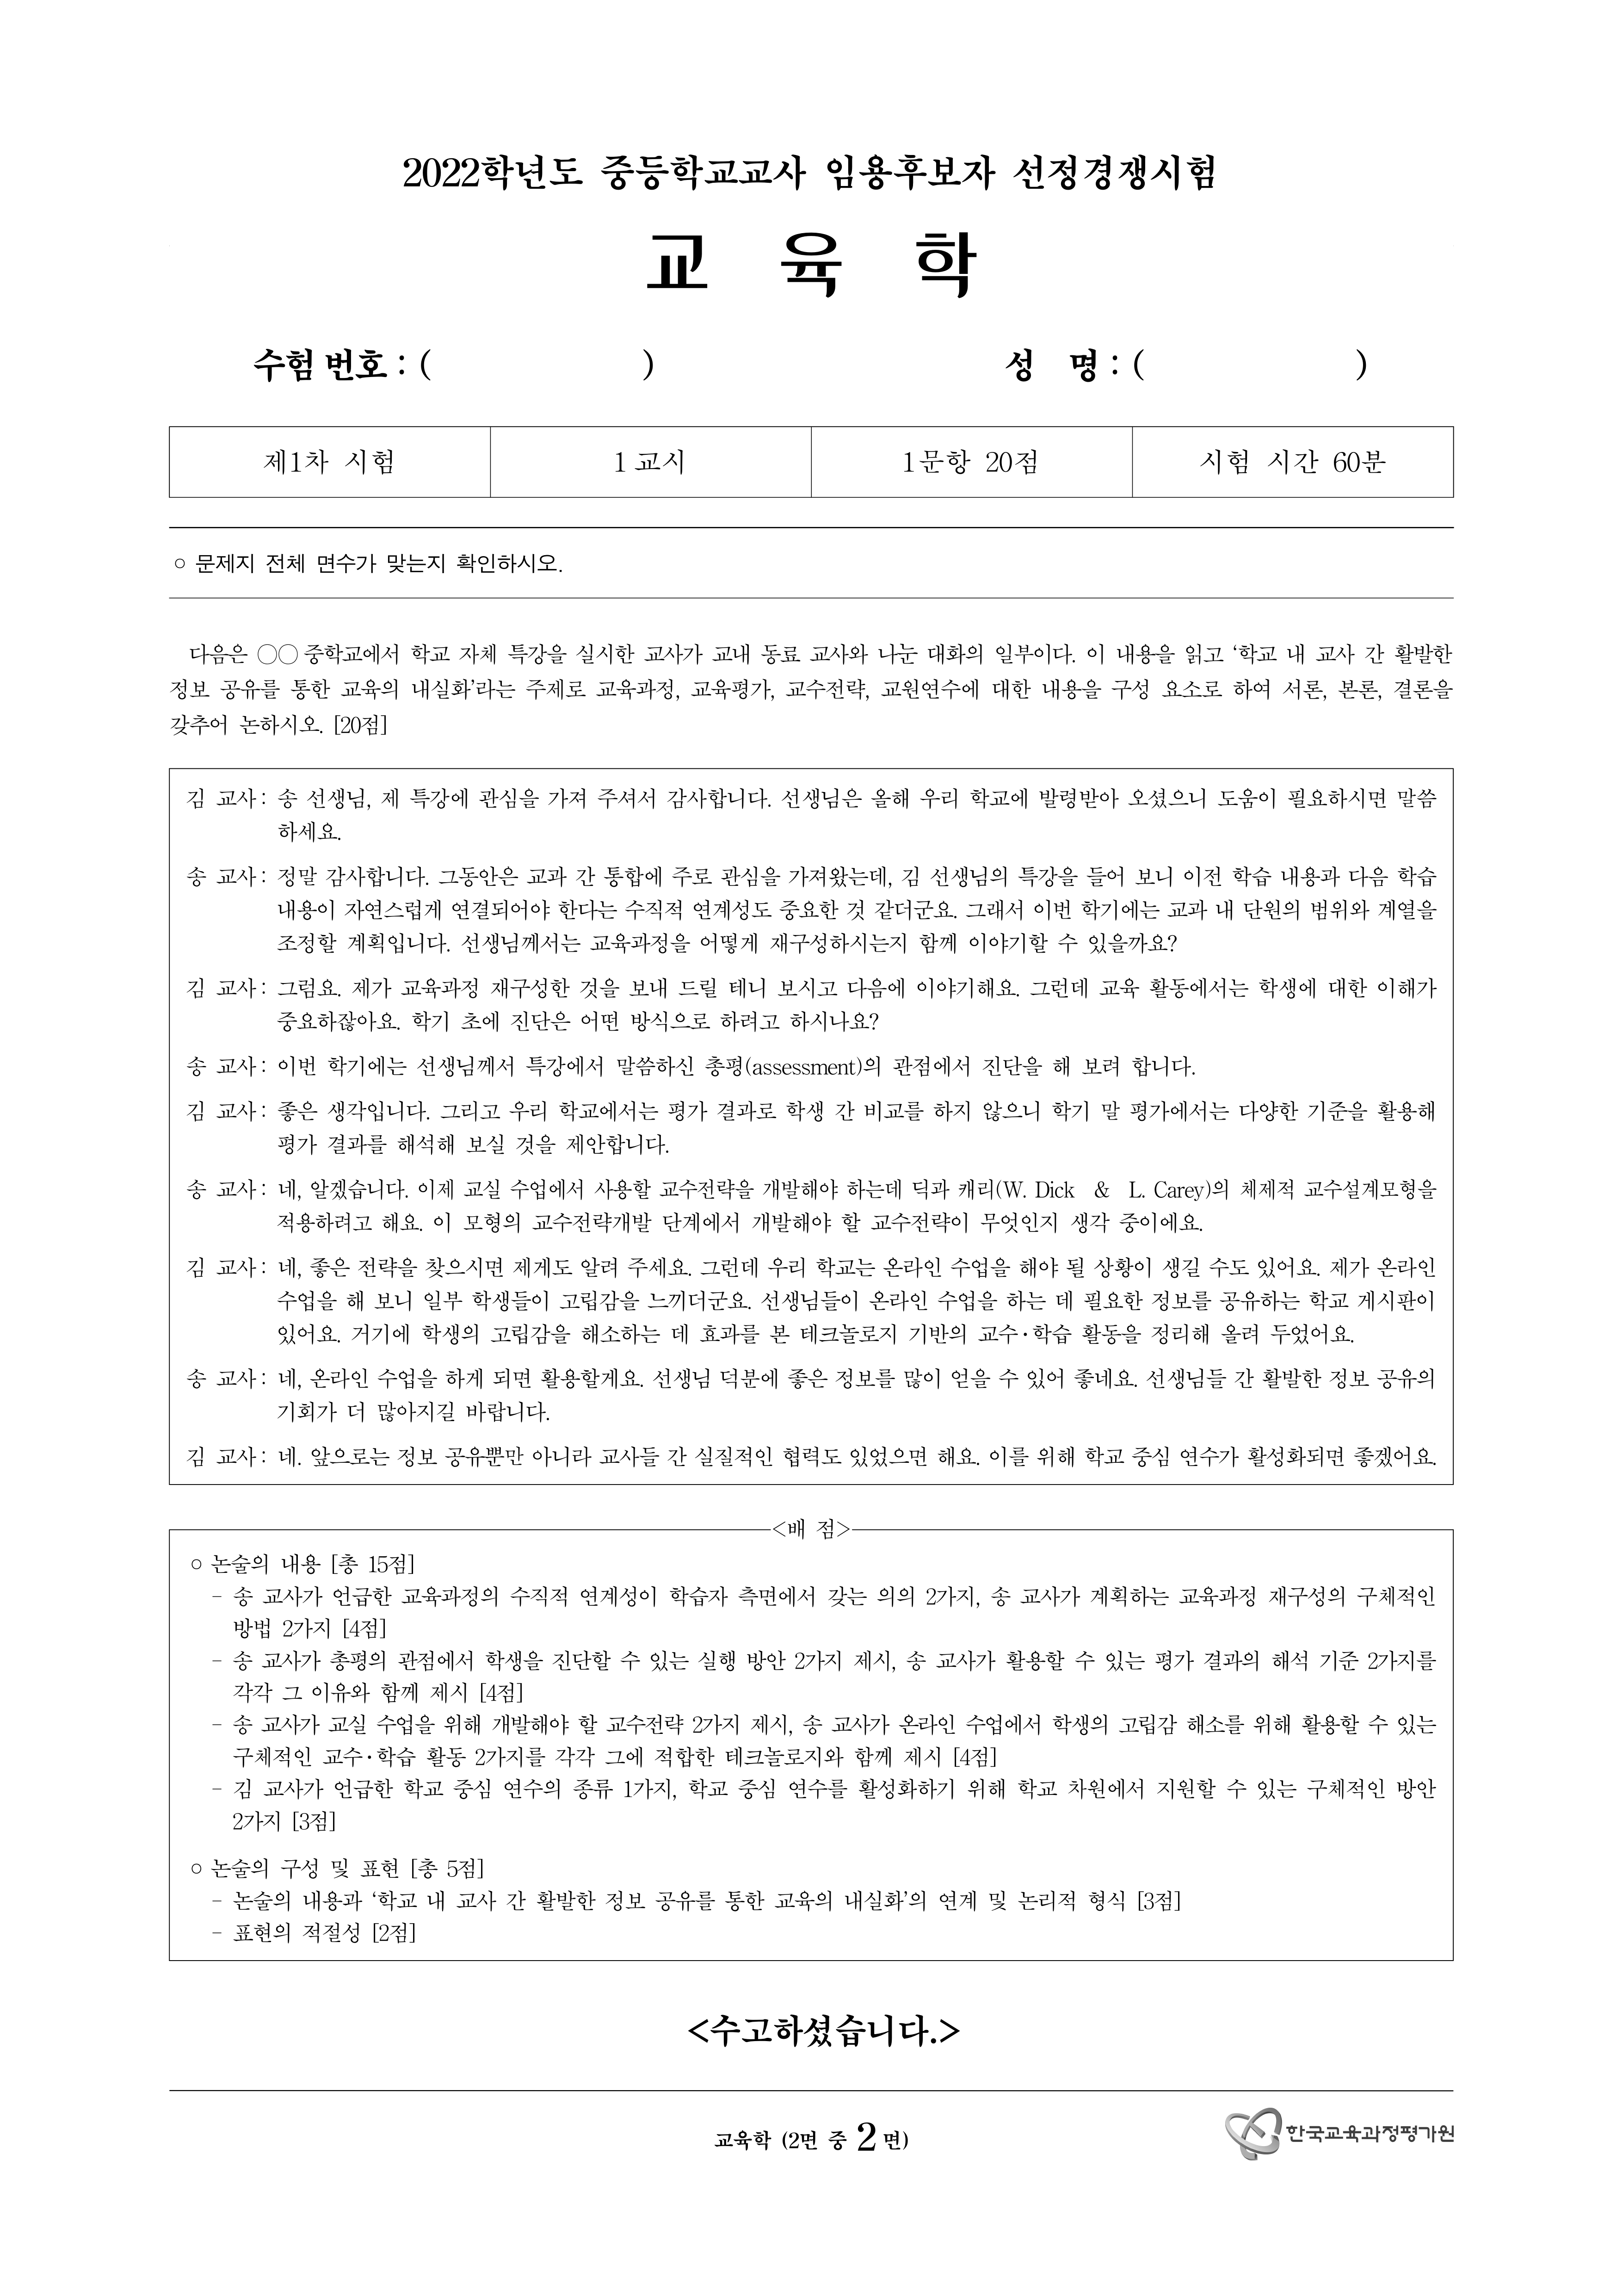 2022학년도 중등학교교사 임용후보자 선정경쟁시험
교 육 학
수험 번호 : ( ) 성 명 : ( )
제1차 시험 1 교시 1문항 20점 시험 시간 60분
○ 문제지 전체 면수가 맞는지 확인하시오.
다음은 ○○중학교에서 학교 자체 특강을 실시한 교사가 교내 동료 교사와 나눈 대화의 일부이다. 이 내용을 읽고 ‘학교 내 교사 간 활발한
정보 공유를 통한 교육의 내실화’라는 주제로 교육과정, 교육평가, 교수전략, 교원연수에 대한 내용을 구성 요소로 하여 서론, 본론, 결론을
갖추어 논하시오. [20점]
김 교사 : 송 선생님, 제 특강에 관심을 가져 주셔서 감사합니다. 선생님은 올해 우리 학교에 발령받아 오셨으니 도움이 필요하시면 말씀
하세요.
송 교사 : 정말 감사합니다. 그동안은 교과 간 통합에 주로 관심을 가져왔는데, 김 선생님의 특강을 들어 보니 이전 학습 내용과 다음 학습
내용이 자연스럽게 연결되어야 한다는 수직적 연계성도 중요한 것 같더군요. 그래서 이번 학기에는 교과 내 단원의 범위와 계열을
조정할 계획입니다. 선생님께서는 교육과정을 어떻게 재구성하시는지 함께 이야기할 수 있을까요?
김 교사 : 그럼요. 제가 교육과정 재구성한 것을 보내 드릴 테니 보시고 다음에 이야기해요. 그런데 교육 활동에서는 학생에 대한 이해가
중요하잖아요. 학기 초에 진단은 어떤 방식으로 하려고 하시나요?
송 교사 : 이번 학기에는 선생님께서 특강에서 말씀하신 총평(assessment)의 관점에서 진단을 해 보려 합니다.
김 교사 : 좋은 생각입니다. 그리고 우리 학교에서는 평가 결과로 학생 간 비교를 하지 않으니 학기 말 평가에서는 다양한 기준을 활용해
평가 결과를 해석해 보실 것을 제안합니다.
송 교사 : 네, 알겠습니다. 이제 교실 수업에서 사용할 교수전략을 개발해야 하는데 딕과 캐리(W. Dick & L. Carey)의 체제적 교수설계모형을
적용하려고 해요. 이 모형의 교수전략개발 단계에서 개발해야 할 교수전략이 무엇인지 생각 중이에요.
김 교사 : 네, 좋은 전략을 찾으시면 제게도 알려 주세요. 그런데 우리 학교는 온라인 수업을 해야 될 상황이 생길 수도 있어요. 제가 온라인
수업을 해 보니 일부 학생들이 고립감을 느끼더군요. 선생님들이 온라인 수업을 하는 데 필요한 정보를 공유하는 학교 게시판이
있어요. 거기에 학생의 고립감을 해소하는 데 효과를 본 테크놀로지 기반의 교수·학습 활동을 정리해 올려 두었어요.
송 교사 : 네, 온라인 수업을 하게 되면 활용할게요. 선생님 덕분에 좋은 정보를 많이 얻을 수 있어 좋네요. 선생님들 간 활발한 정보 공유의
기회가 더 많아지길 바랍니다.
김 교사 : 네. 앞으로는 정보 공유뿐만 아니라 교사들 간 실질적인 협력도 있었으면 해요. 이를 위해 학교 중심 연수가 활성화되면 좋겠어요.
<배 점>
○ 논술의 내용 [총 15점]
- 송 교사가 언급한 교육과정의 수직적 연계성이 학습자 측면에서 갖는 의의 2가지, 송 교사가 계획하는 교육과정 재구성의 구체적인
방법 2가지 [4점]
- 송 교사가 총평의 관점에서 학생을 진단할 수 있는 실행 방안 2가지 제시, 송 교사가 활용할 수 있는 평가 결과의 해석 기준 2가지를
각각 그 이유와 함께 제시 [4점]
- 송 교사가 교실 수업을 위해 개발해야 할 교수전략 2가지 제시, 송 교사가 온라인 수업에서 학생의 고립감 해소를 위해 활용할 수 있는
구체적인 교수·학습 활동 2가지를 각각 그에 적합한 테크놀로지와 함께 제시 [4점]
- 김 교사가 언급한 학교 중심 연수의 종류 1가지, 학교 중심 연수를 활성화하기 위해 학교 차원에서 지원할 수 있는 구체적인 방안
2가지 [3점]
○ 논술의 구성 및 표현 [총 5점]
- 논술의 내용과 ‘학교 내 교사 간 활발한 정보 공유를 통한 교육의 내실화’의 연계 및 논리적 형식 [3점]
- 표현의 적절성 [2점]
<수고하셨습니다.>
교육학 (2면 중 2 면)
한국교육과정평가원